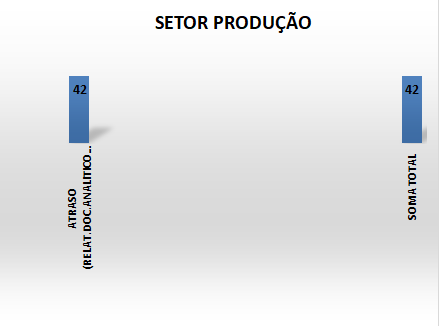 SETOR PRODUÇÃO
42
42
ATRASO
(RELAT.DOC.ANALITICO...
SOMA TOTAL